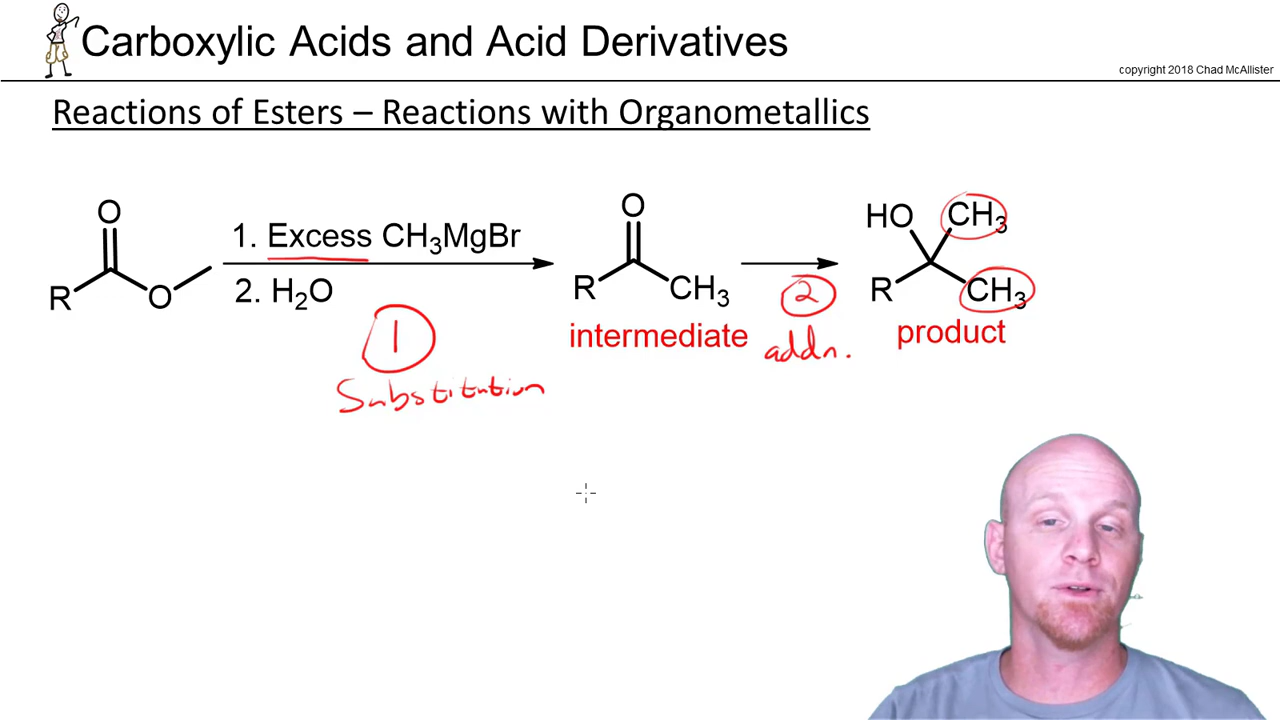 Carboxylic Acids and Acid Derivatives
copyright 2018 Chad McAllister
Reactions of Esters – Reactions with Organometallics
O
R
O
1. Excess CH₃MgBr
2. H₂O
1
Substitution
O
R
CH₃
intermediate
2
addn.
HO CH₃
R
CH₃
product